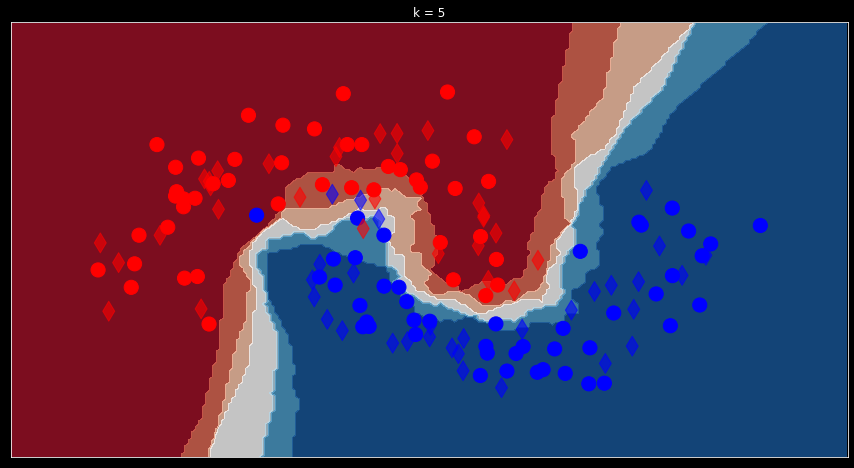 k = 5